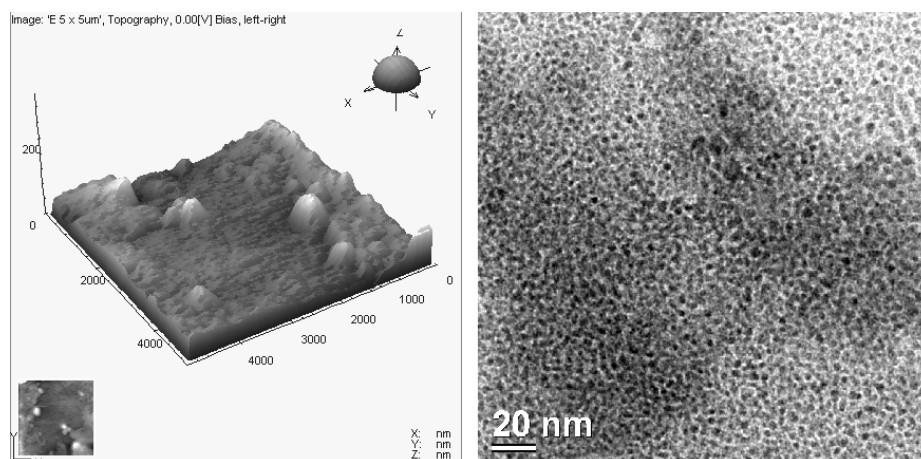 Image: 'E 5 x 5um', Topography, 0.00[V] Bias, left-right
Z
X
Y
200
0
2000
4000
4000
3000
2000
1000
0
Y
X: nm
Y: nm
Z: nm
20 nm